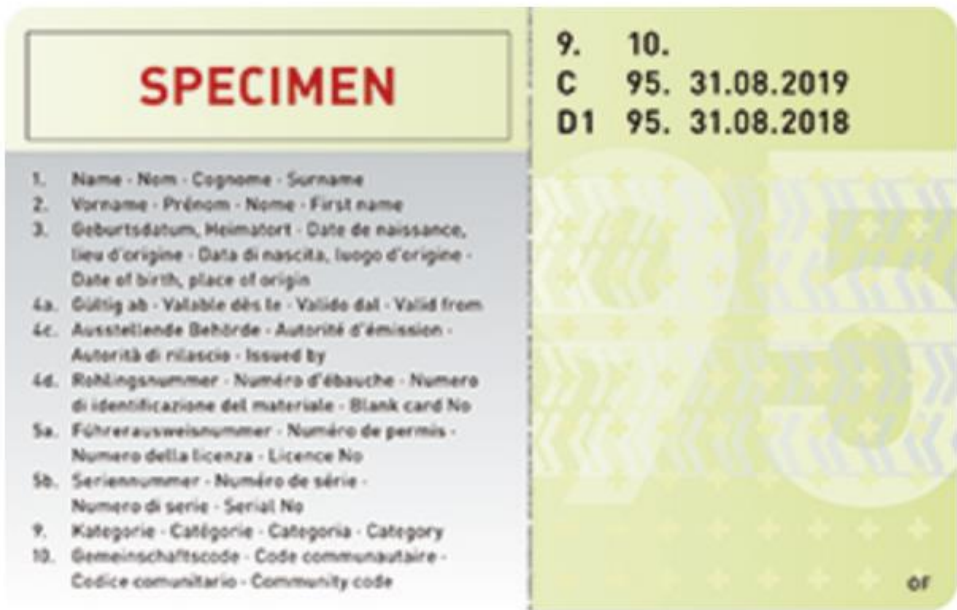 SPECIMEN
1. Name - Nom - Cognome - Surname
2. Vorname - Prénom - Nome - First name
3. Geburtsdatum, Heimatort - Date de naissance,
lieu d'origine - Data di nascita, luogo d'origine -
Date of birth, place of origin
4a. Gültig ab - Valable dès le - Valido dal - Valid from
4c. Ausstellende Behörde - Autorité d'émission -
Autorità di rilascio - Issued by
4d. Rohlingsnummer - Numéro d'ébauche - Numero
di identificazione del materiale - Blank card No
5a. Führerausweisnummer - Numéro de permis -
Numero della licenza - Licence No
5b. Seriennummer - Numéro de série -
Numero di serie - Serial No
9. Kategorie - Catégorie - Categoria - Category
10. Gemeinschaftscode - Code communautaire -
Codice comunitario - Community code
9. 10.
C 95. 31.08.2019
D1 95. 31.08.2018
95
OF